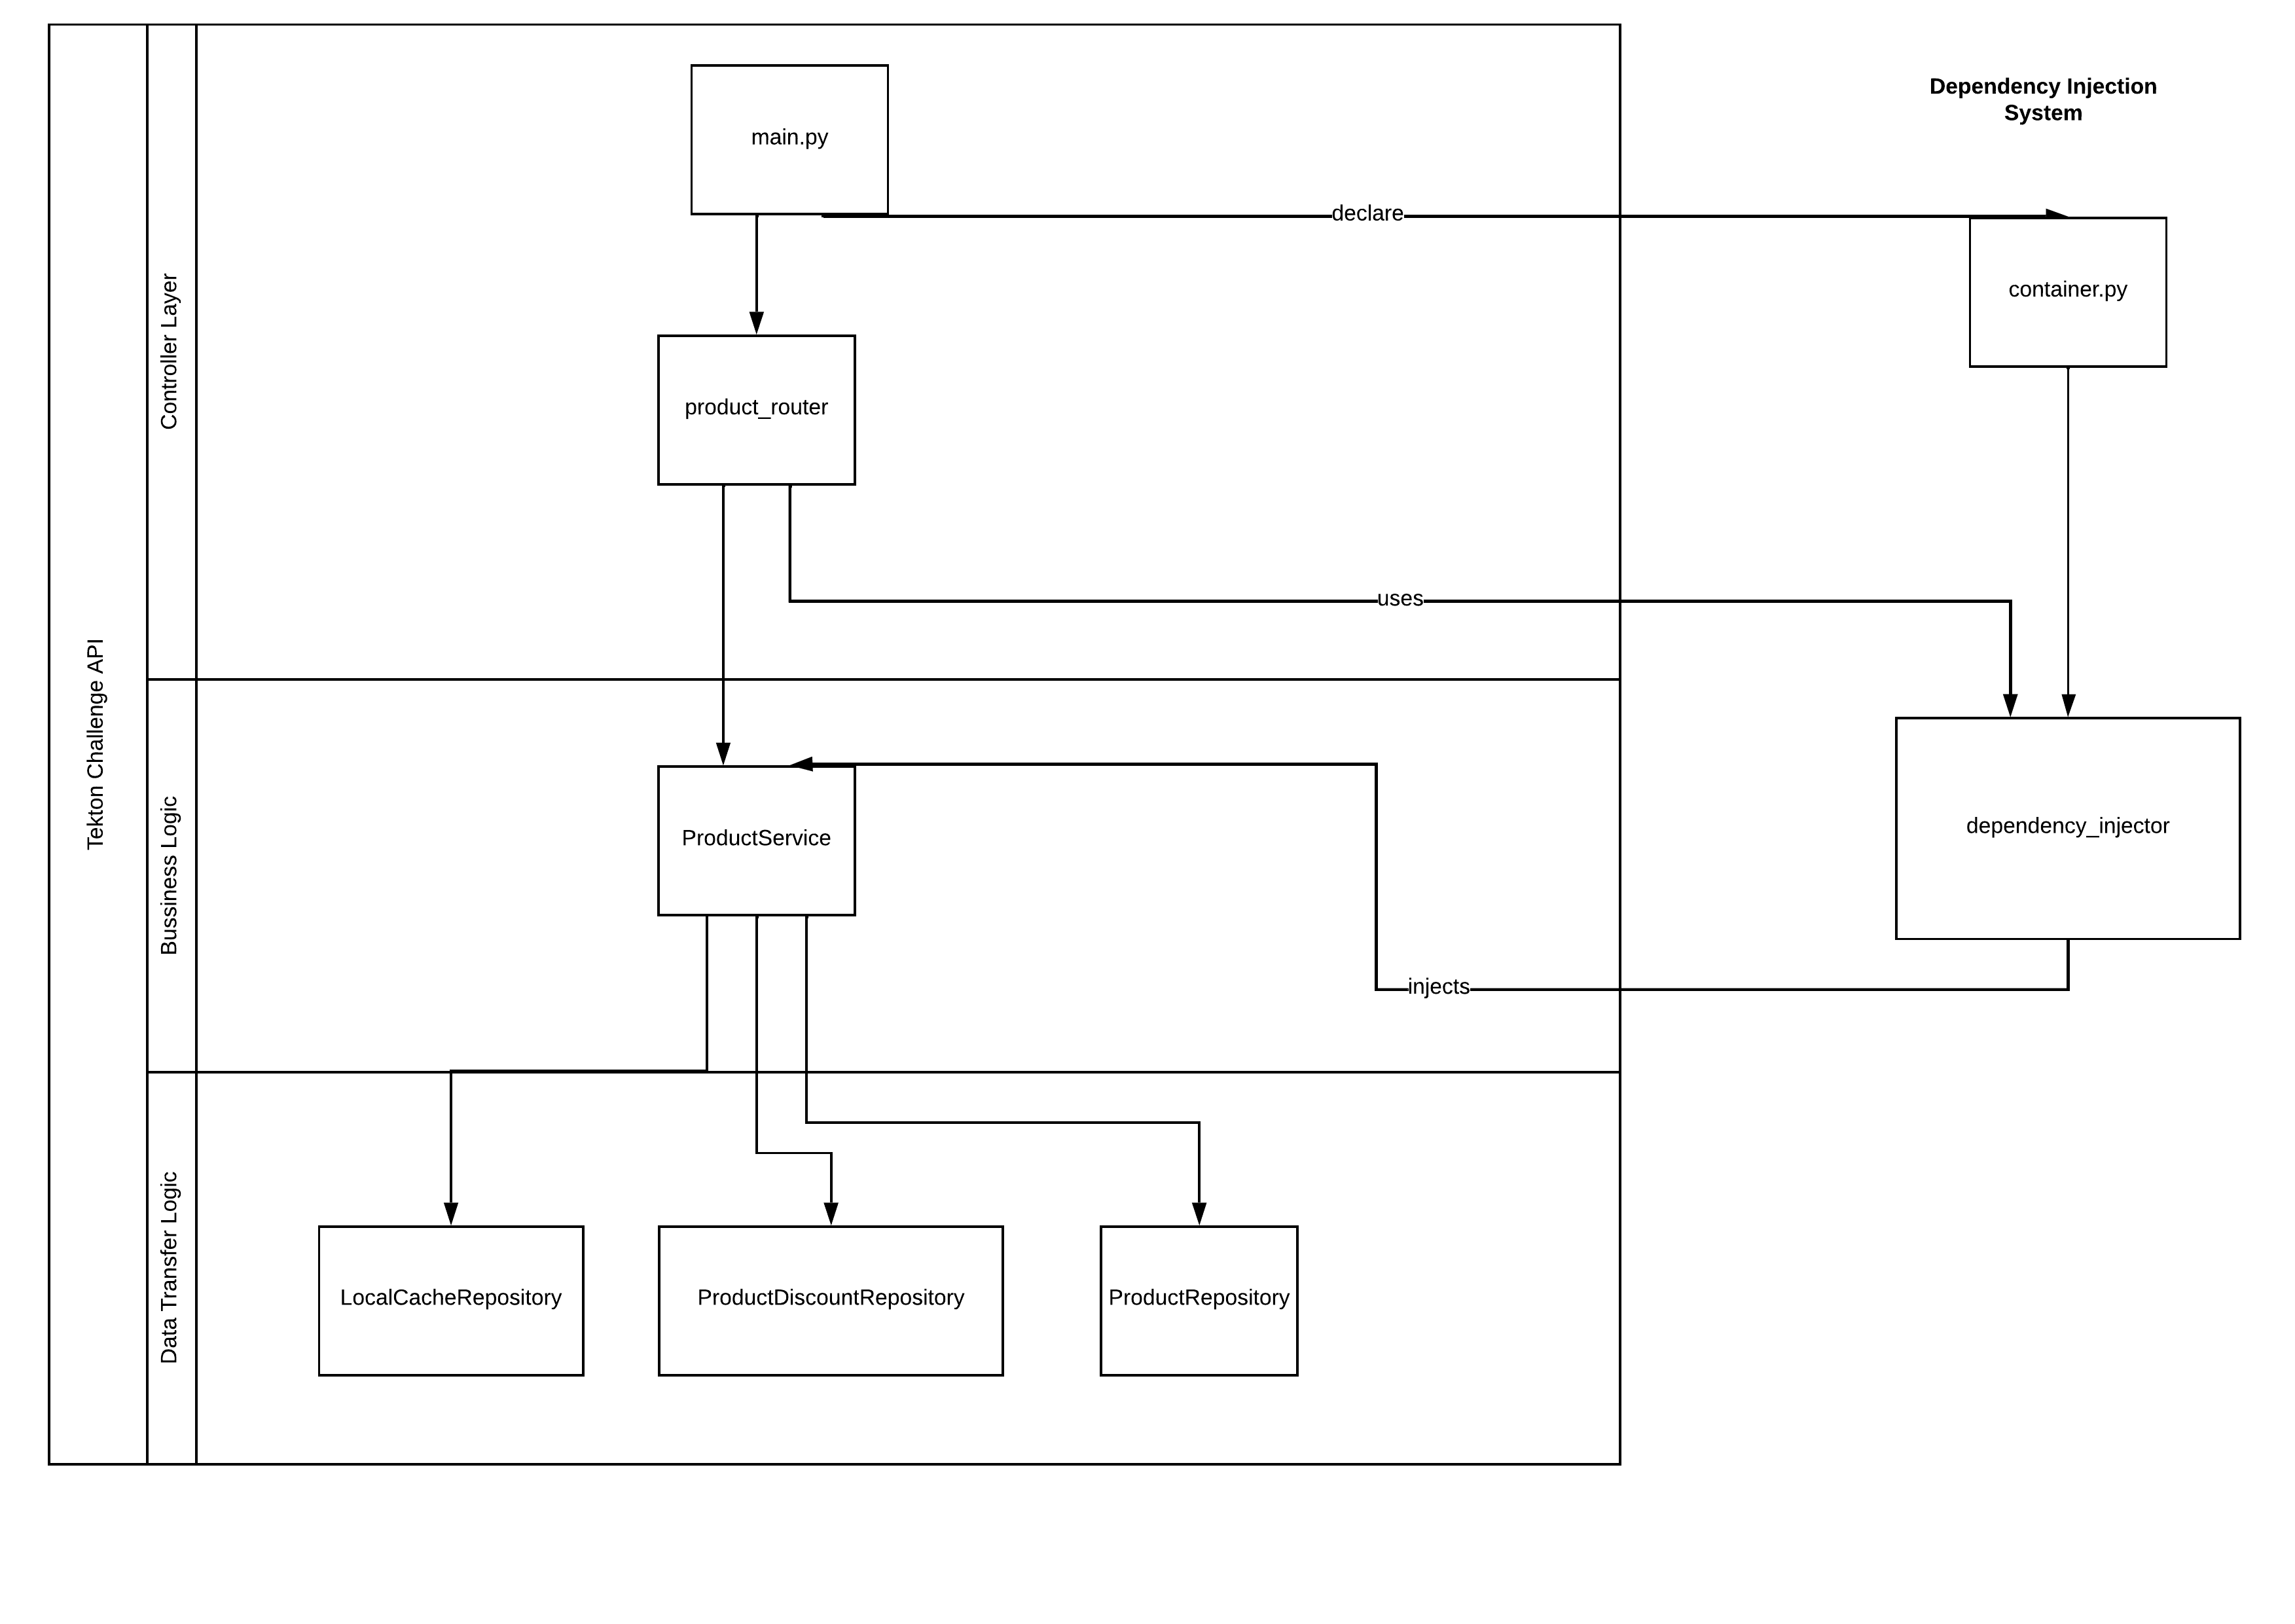 Tekton Challenge API
Controller Layer
main.py
Dependency Injection
System
declare
container.py
product_router
uses
Bussiness Logic
ProductService
dependency_injector
injects
Data Transfer Logic
LocalCacheRepository
ProductDiscountRepository
ProductRepository